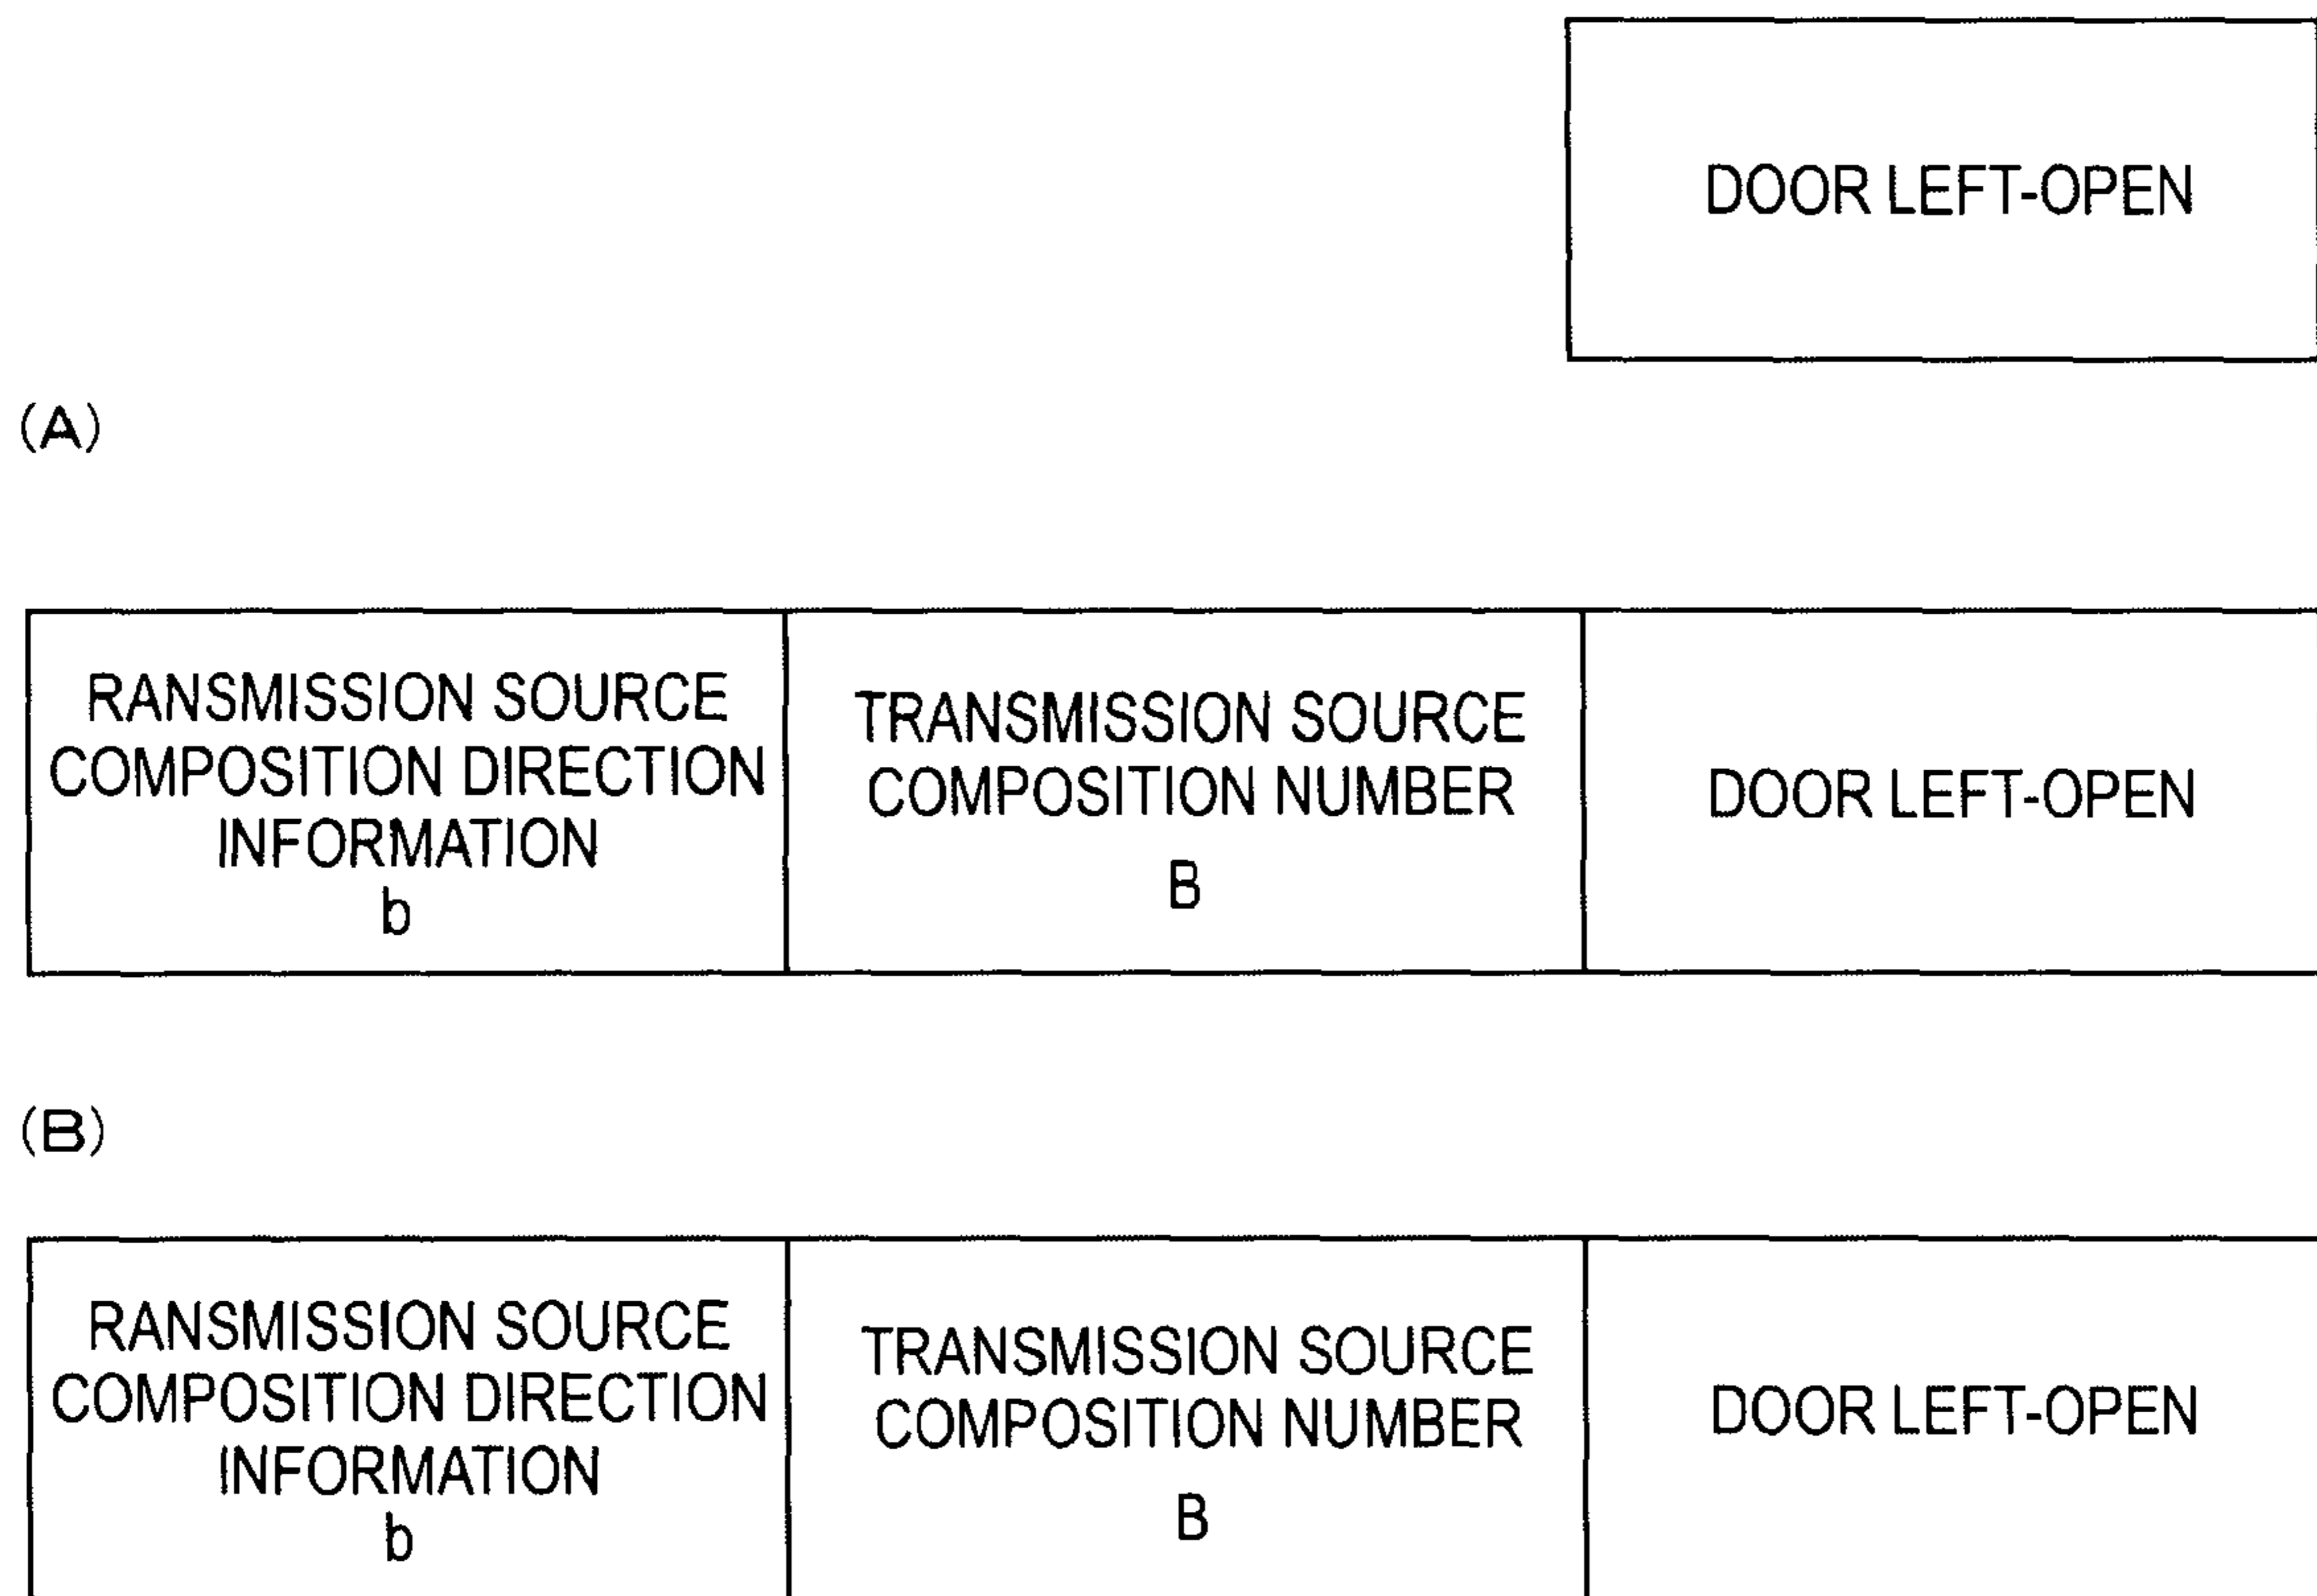 DOOR LEFT-OPEN
(A)
RANSMISSION SOURCE
COMPOSITION DIRECTION
INFORMATION
b
TRANSMISSION SOURCE
COMPOSITION NUMBER
B
DOOR LEFT-OPEN
(B)
RANSMISSION SOURCE
COMPOSITION DIRECTION
INFORMATION
b
TRANSMISSION SOURCE
COMPOSITION NUMBER
B
DOOR LEFT-OPEN